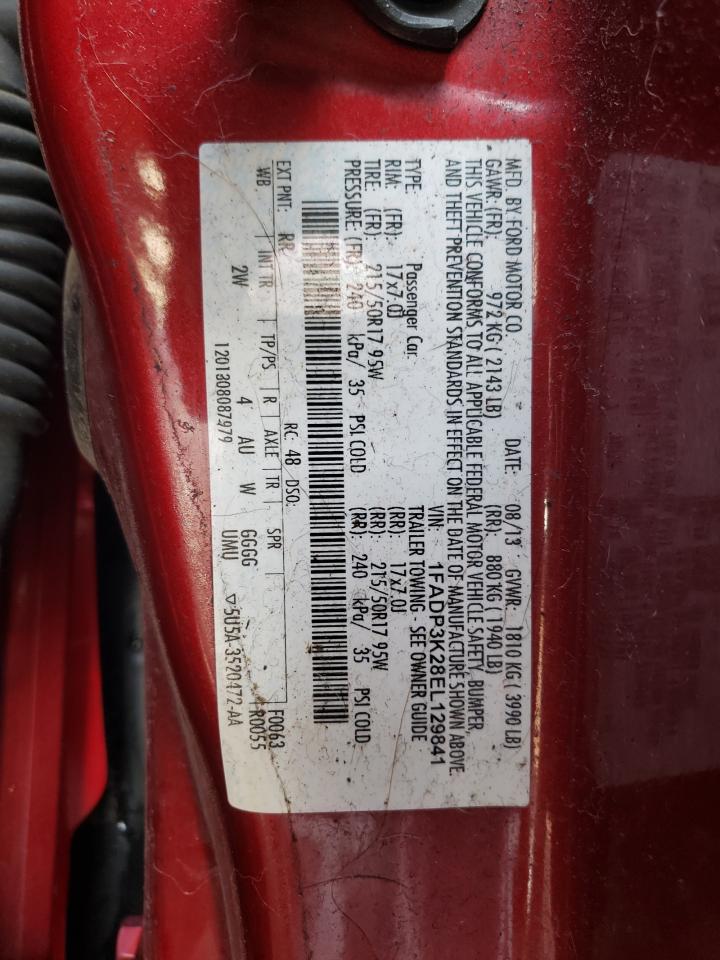 MFD. BY FORD MOTOR CO. DATE: 08/13 GVWR: 1810 KG ( 3990 LB)
GAWR: (FR): 972 KG ( 2143 LB) (RR): 880 KG ( 1940 LB)
THIS VEHICLE CONFORMS TO ALL APPLICABLE FEDERAL MOTOR VEHICLE SAFETY, BUMPER,
AND THEFT PREVENTION STANDARDS IN EFFECT ON THE DATE OF MANUFACTURE SHOWN ABOVE.
VIN: 1FADP3K28EL129841
TYPE: Passenger Car. TRAILER TOWING - SEE OWNER GUIDE
RIM: (FR): 17x7.0J (RR): 17x7.0J
TIRE: (FR): 215/50R17 95W (RR): 215/50R17 95W
PRESSURE: (FR): 240 kPa/ 35 PSI COLD (RR): 240 kPa/ 35 PSI COLD
RC: 48 DSO: F0063
EXT PNT: RR INT TR TP/PS R AXLE TR SPR R0055
WB 2W 4 AU W GGGG
1201308087979 UMU ▽5U5A-3520472-AA